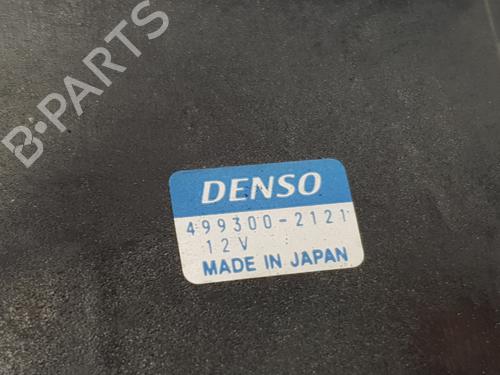 B-PARTS
DENSO
499300-2121
12V
MADE IN JAPAN